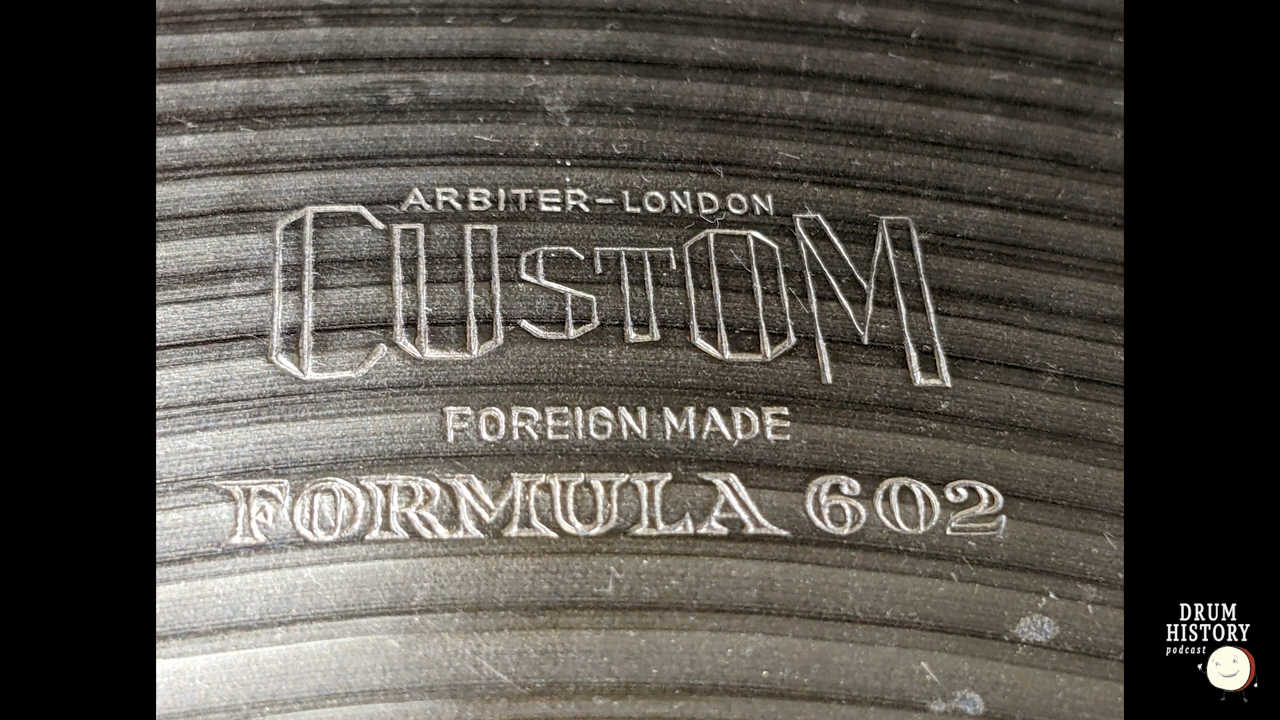 ARBITER-LONDON
CUSTOM
FOREIGN MADE
FORMULA 602
DRUM
HISTORY
podcast